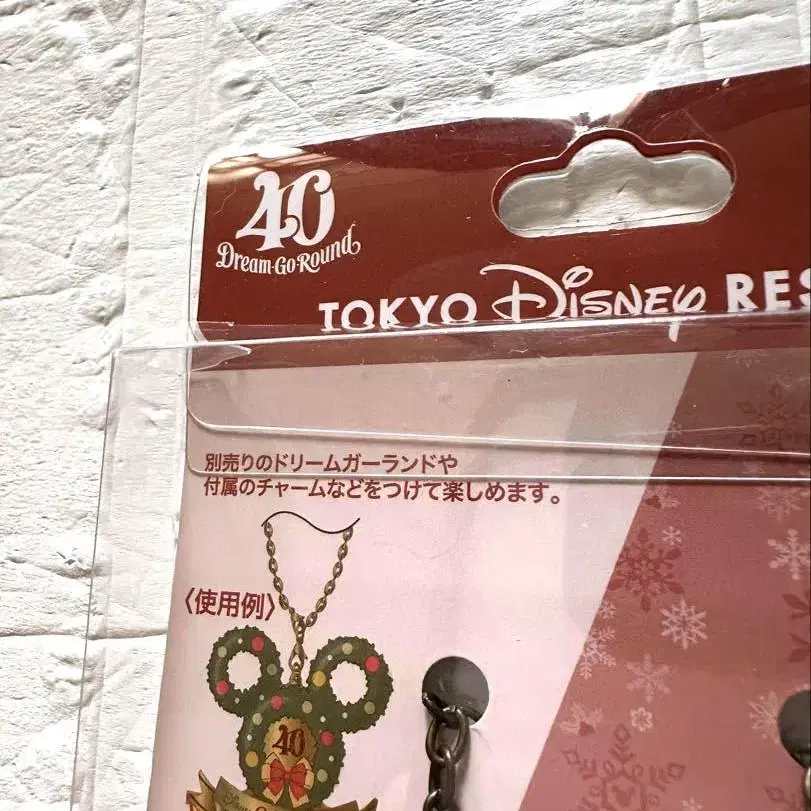 40
Dream-Go-Round
TOKYO Disney RES
別売りのドリームガーランドや
付属のチャームなどをつけて楽しめます。
〈使用例〉
40